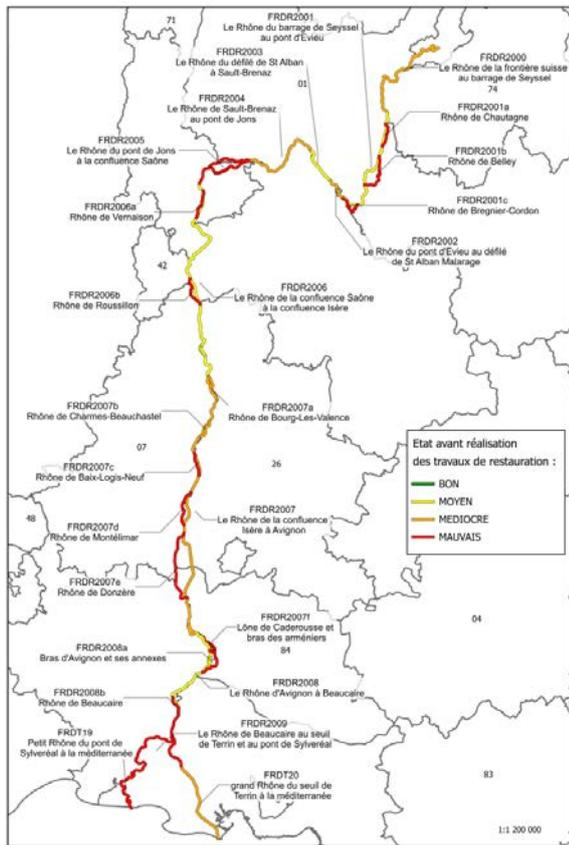 71
FRDR2001
Le Rhône du barrage de Seyssel
au pont d'Evieu
FRDR2003
Le Rhône du défilé de St Alban
à Sault-Brenaz
01
FRDR2000
Le Rhône de la frontière suisse
au barrage de Seyssel
74
FRDR2004
Le Rhône de Sault-Brenaz
au pont de Jons
FRDR2001a
Rhône de Chautagne
FRDR2005
Le Rhône du pont de Jons
à la confluence Saône
FRDR2001b
Rhône de Belley
FRDR2001c
Rhône de Bregnier-Cordon
FRDR2006a
Rhône de Vernaison
FRDR2002
Le Rhône du pont d'Evieu au défilé
de St Alban Malarage
42
FRDR2006b
Rhône de Roussillon
FRDR2006
Le Rhône de la confluence Saône
à la confluence Isère
FRDR2007b
Rhône de Charmes-Beauchastel
FRDR2007a
Rhône de Bourg-Les-Valence
07
26
FRDR2007c
Rhône de Baix-Logis-Neuf
Etat avant réalisation
des travaux de restauration :
BON
MOYEN
MEDIOCRE
MAUVAIS
48
FRDR2007d
Rhône de Montélimar
FRDR2007
Le Rhône de la confluence
Isère à Avignon
FRDR2007e
Rhône de Donzère
FRDR2007f
Lône de Caderousse et
bras des arméniers
84
04
FRDR2008a
Bras d'Avignon et ses annexes
FRDR2008
Le Rhône d'Avignon à Beaucaire
FRDR2008b
Rhône de Beaucaire
FRDR2009
Le Rhône de Beaucaire au seuil
de Terrin et au pont de Sylveréal
FRDT19
Petit Rhône du pont de
Sylveréal à la méditerranée
FRDT20
grand Rhône du seuil de
Terrin à la méditerranée
83
1:1 200 000